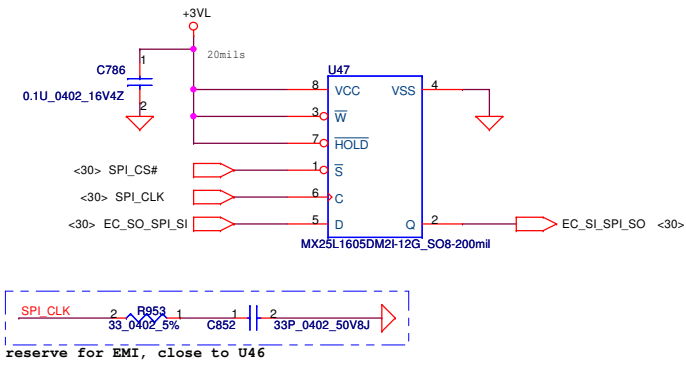 +3VL
20mils
1
C786
0.1U_0402_16V4Z
2
U47
8 VCC VSS 4
3 W
7 HOLD
<30> SPI_CS# 1 S
<30> SPI_CLK 6 C
<30> EC_SO_SPI_SI 5 D Q 2 EC_SI_SPI_SO <30>
MX25L1605DM2I-12G_SO8-200mil
SPI_CLK 2 R953 1 1 2
33_0402_5% C852 33P_0402_50V8J
reserve for EMI, close to U46